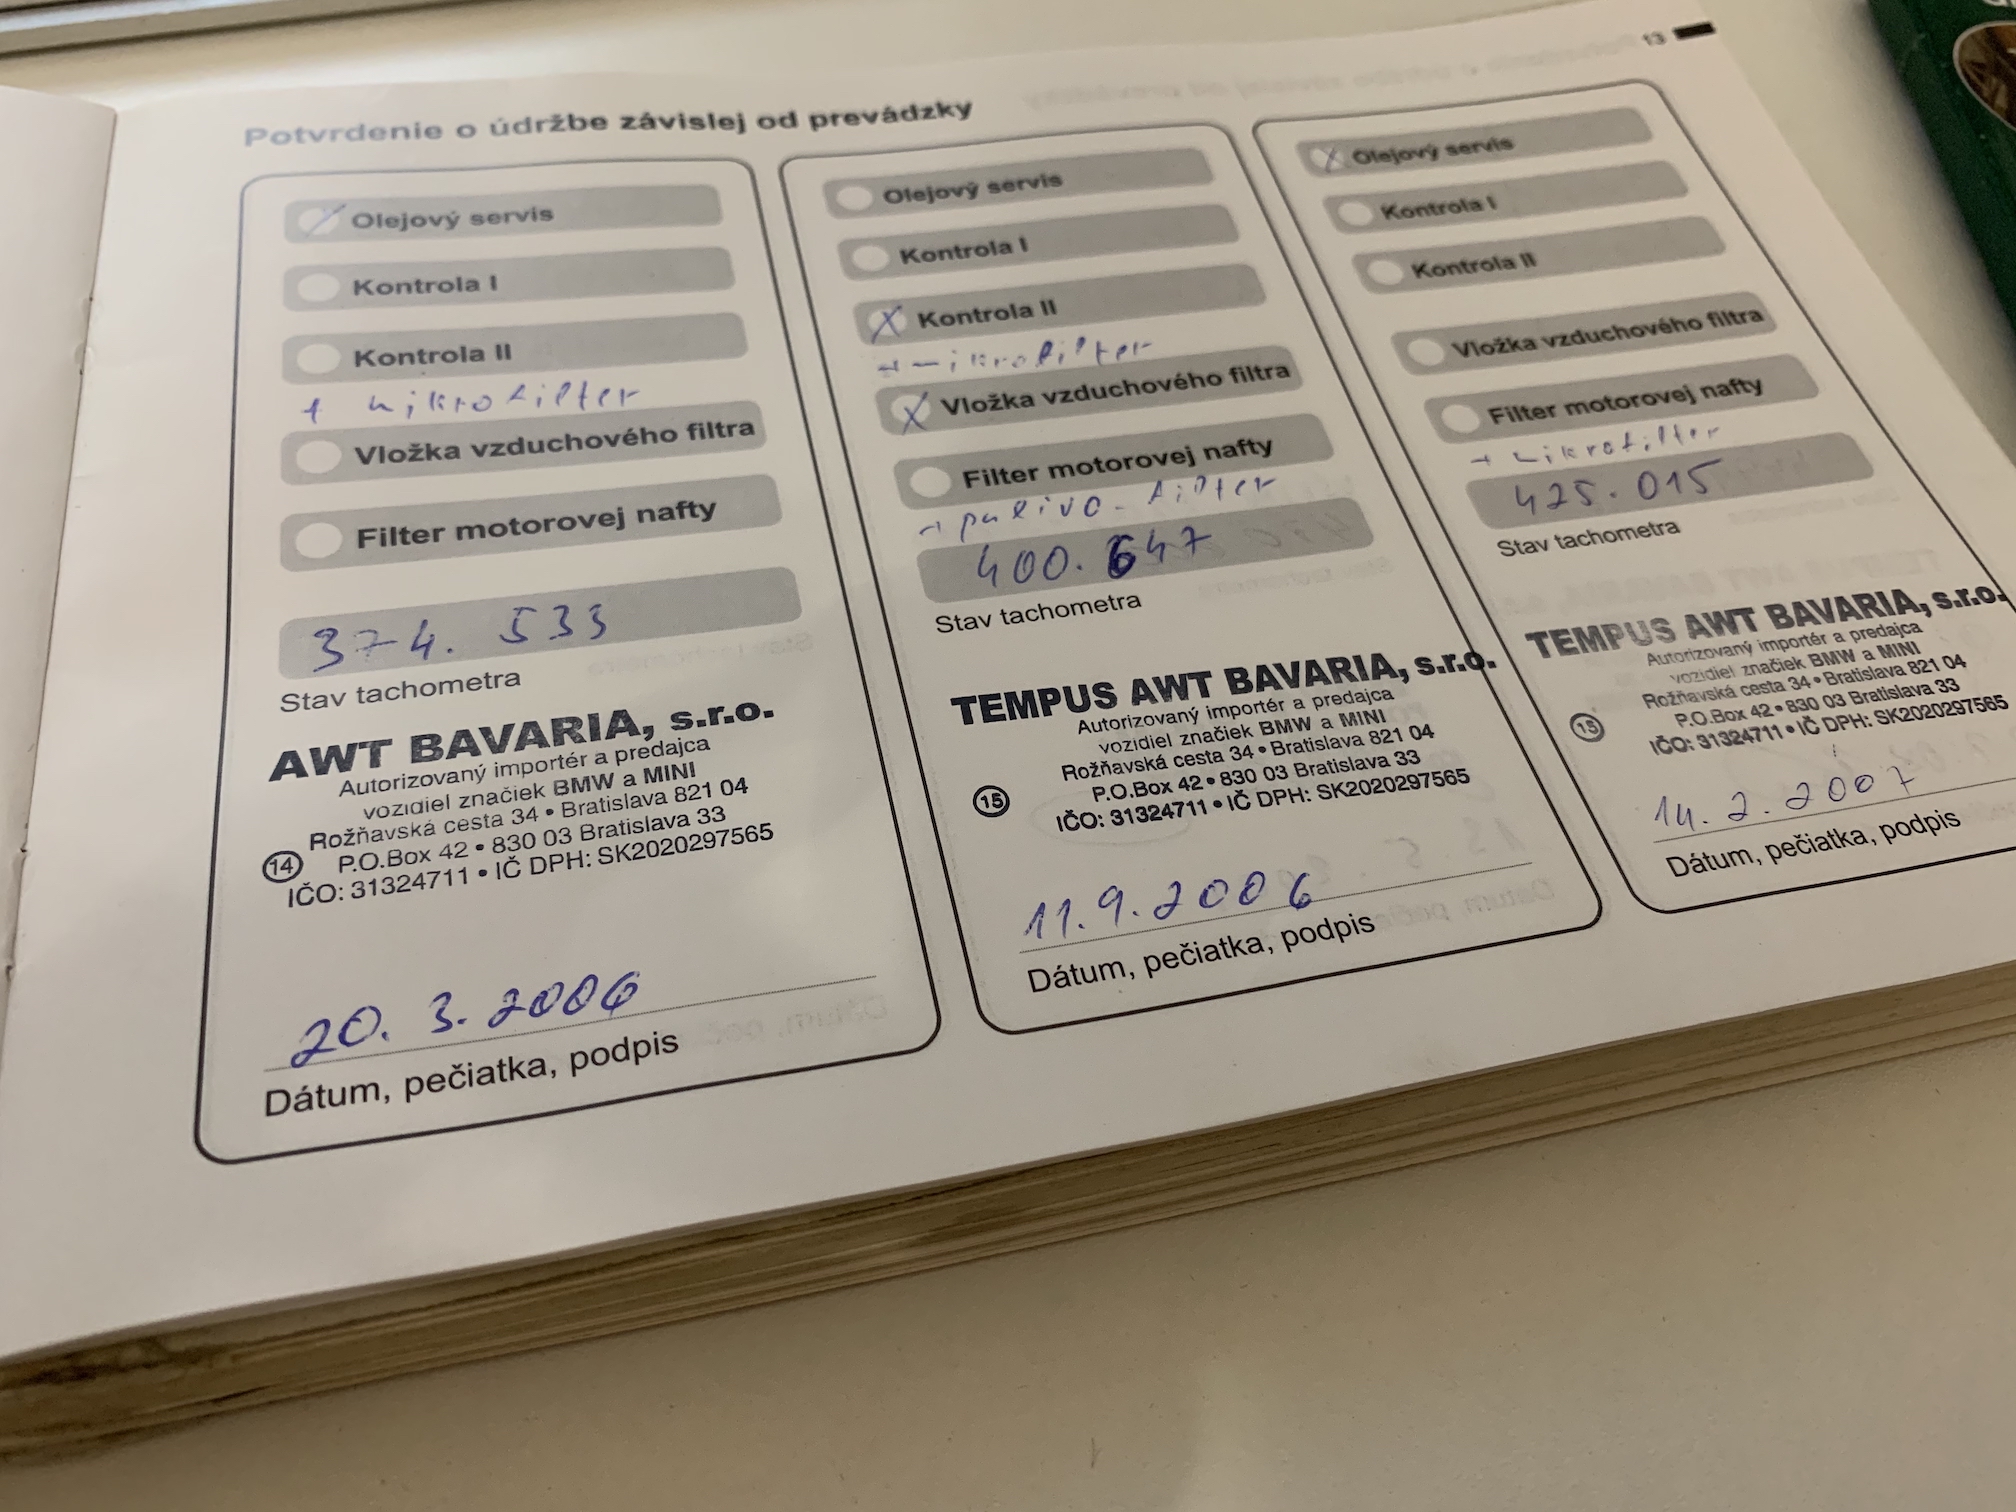 13
Potvrdenie o údržbe závislej od prevádzky
Olejový servis
Kontrola I
Kontrola II
+ mikrofilter
Vložka vzduchového filtra
Filter motorovej nafty
374. 533
Stav tachometra
AWT BAVARIA, s.r.o.
Autorizovaný importér a predajca
vozidiel značiek BMW a MINI
Rožňavská cesta 34 • Bratislava 821 04
14 P.O.Box 42 • 830 03 Bratislava 33
IČO: 31324711 • IČ DPH: SK2020297565
20. 3. 2006
Dátum, pečiatka, podpis
Olejový servis
Kontrola I
X Kontrola II
+ mikrofilter
X Vložka vzduchového filtra
Filter motorovej nafty
+ palivo. filter
400. 647
Stav tachometra
TEMPUS AWT BAVARIA, s.r.o.
Autorizovaný importér a predajca
vozidiel značiek BMW a MINI
Rožňavská cesta 34 • Bratislava 821 04
15 P.O.Box 42 • 830 03 Bratislava 33
IČO: 31324711 • IČ DPH: SK2020297565
11. 9. 2006
Dátum, pečiatka, podpis
X Olejový servis
Kontrola I
Kontrola II
Vložka vzduchového filtra
Filter motorovej nafty
+ mikrofilter
425. 015
Stav tachometra
TEMPUS AWT BAVARIA, s.r.o.
Autorizovaný importér a predajca
vozidiel značiek BMW a MINI
Rožňavská cesta 34 • Bratislava 821 04
15 P.O.Box 42 • 830 03 Bratislava 33
IČO: 31324711 • IČ DPH: SK2020297565
14. 2. 2007
Dátum, pečiatka, podpis